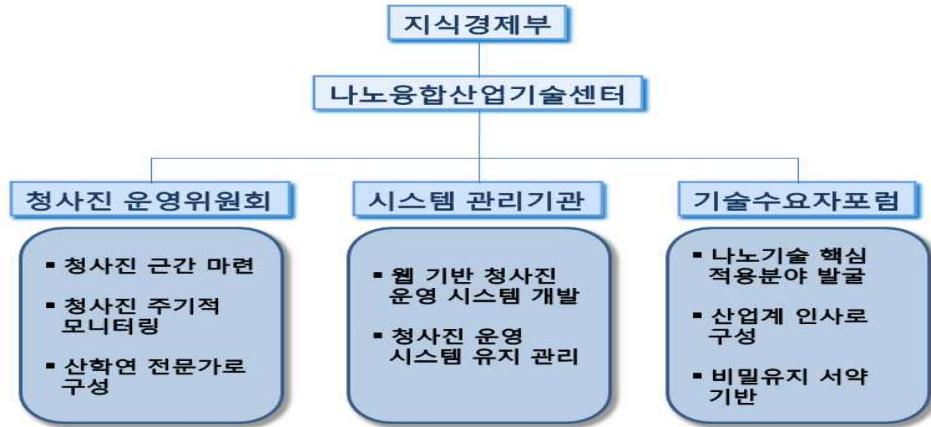 지식경제부
나노융합산업기술센터
청사진 운영위원회
▪ 청사진 근간 마련
▪ 청사진 주기적
모니터링
▪ 산학연 전문가로
구성
시스템 관리기관
▪ 웹 기반 청사진
운영 시스템 개발
▪ 청사진 운영
시스템 유지 관리
기술수요자포럼
▪ 나노기술 핵심
적용분야 발굴
▪ 산업계 인사로
구성
▪ 비밀유지 서약
기반